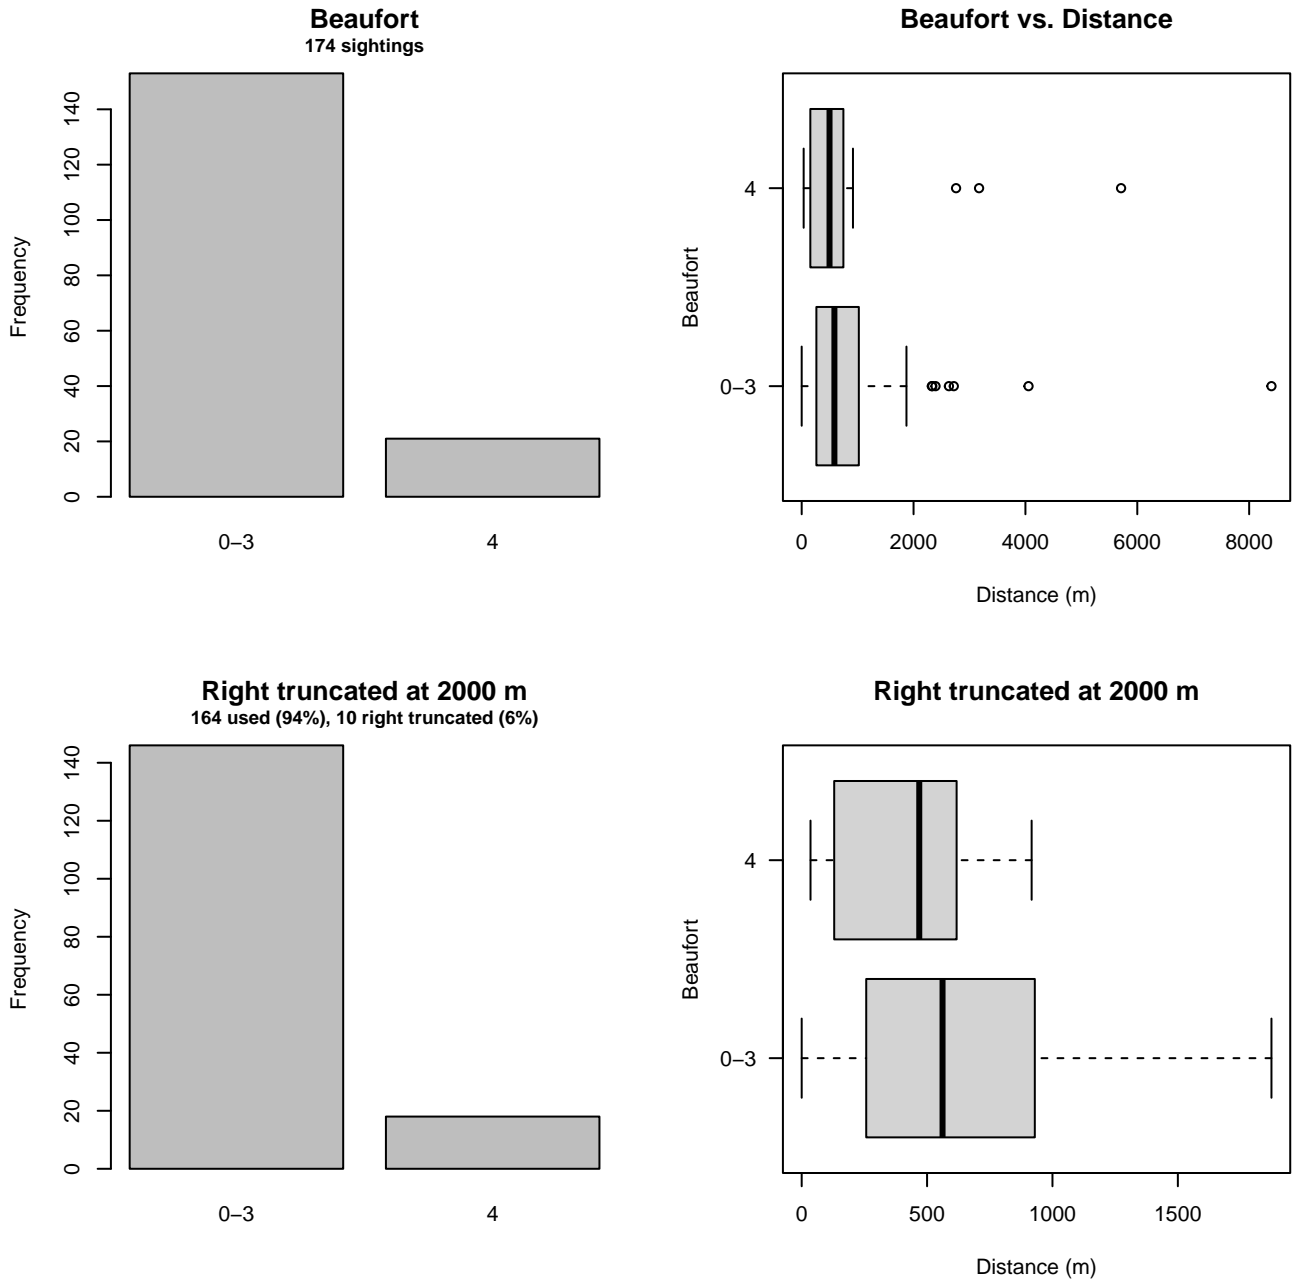 Beaufort
174 sightings
Frequency
0
20
40
60
80
100
120
140
0–3
4
Beaufort vs. Distance
Beaufort
4
0–3
0
2000
4000
6000
8000
Distance (m)
Right truncated at 2000 m
164 used (94%), 10 right truncated (6%)
Frequency
0
20
40
60
80
100
120
140
0–3
4
Right truncated at 2000 m
Beaufort
4
0–3
0
500
1000
1500
Distance (m)